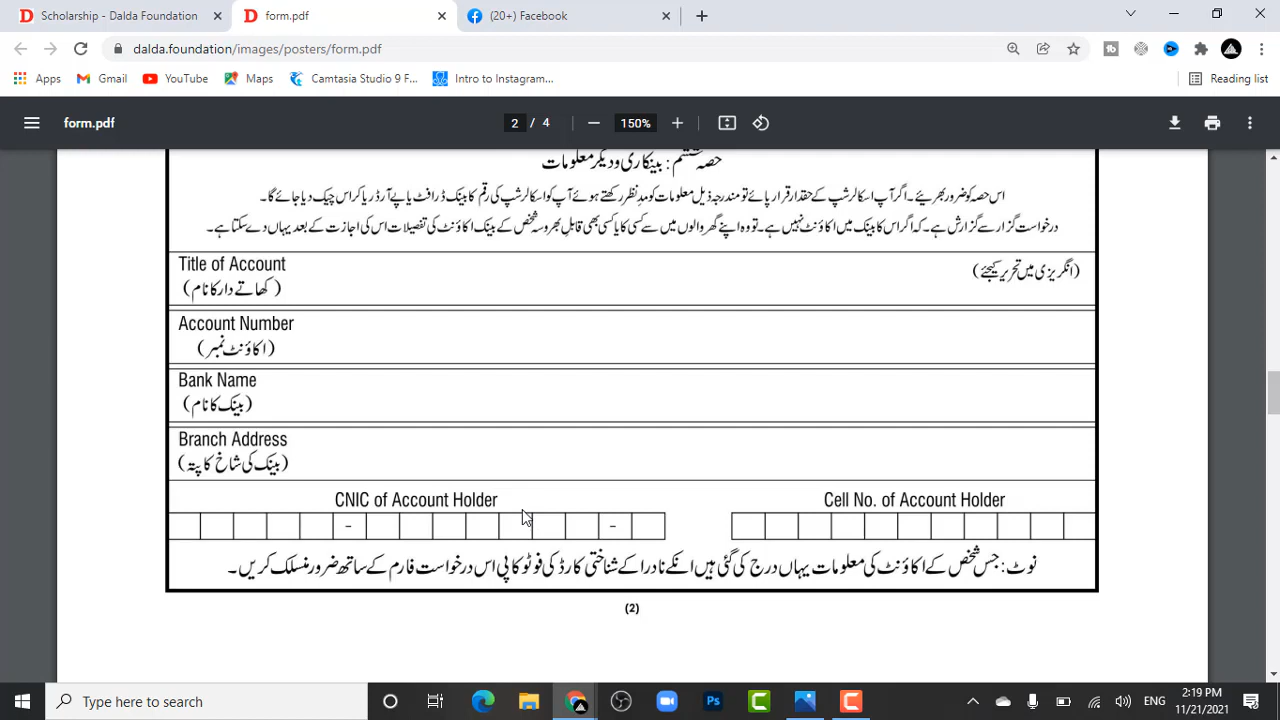 Scholarship - Dalda Foundation
form.pdf
(20+) Facebook
dalda.foundation/images/posters/form.pdf
Apps
Gmail
YouTube
Maps
Camtasia Studio 9 F...
Intro to Instagram...
Reading list
form.pdf
2 / 4
150%
حصہ ششم : بینکاری و دیگر معلومات
اس حصہ کو ضرور بھریئے۔ اگر آپ اسکالرشپ کے حقدار قرار پائے تو مندرجہ ذیل معلومات کو مدِ نظر رکھتے ہوئے آپ کو اسکالرشپ کی رقم کا بینک ڈرافٹ یا پے آرڈر یا کراس چیک دیا جائے گا۔
درخواست گزار سے گزارش ہے۔ کہ اگر اس کا بینک میں اکاؤنٹ نہیں ہے۔ تو وہ اپنے گھر والوں میں سے کسی کا یا کسی بھی قابلِ بھروسہ شخص کے بینک اکاؤنٹ کی تفصیلات اس کی اجازت کے بعد یہاں دے سکتا ہے۔
Title of Account
(انگریزی میں تحریر کیجئے)
(کھاتے دار کا نام)
Account Number
(اکاؤنٹ نمبر)
Bank Name
(بینک کا نام)
Branch Address
(بینک کی شاخ کا پتہ)
CNIC of Account Holder
Cell No. of Account Holder
- -
نوٹ : جس شخص کے اکاؤنٹ کی معلومات یہاں درج کی گئی ہیں انکے نادرا کے شناختی کارڈ کی فوٹو کاپی اس درخواست فارم کے ساتھ ضرور منسلک کریں۔
(2)
Type here to search
Ps
ENG
2:19 PM
11/21/2021